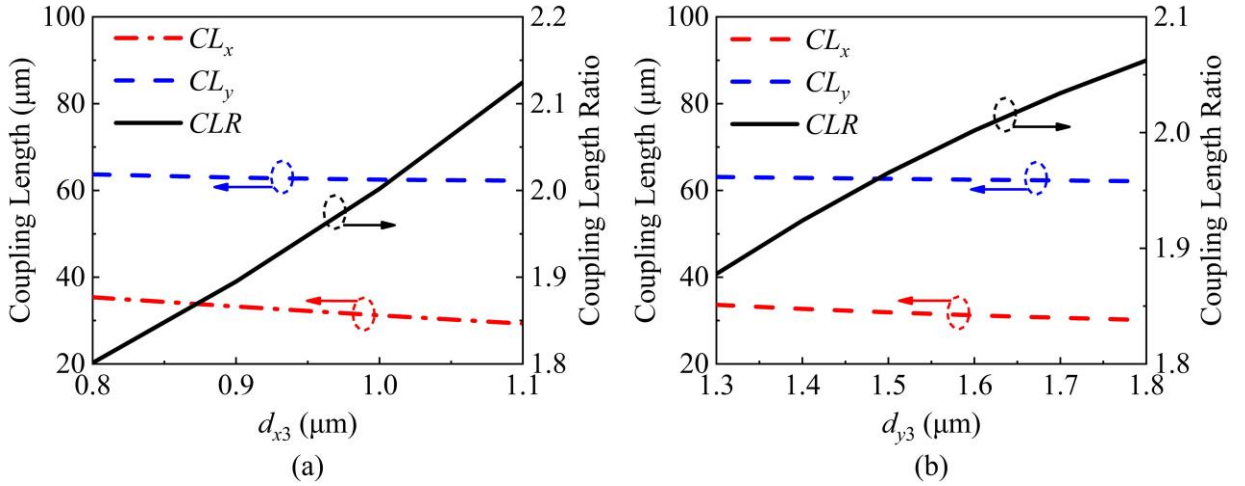 100
80
60
40
20
Coupling Length (μm)
CLx
CLy
CLR
2.2
2.1
2.0
1.9
1.8
Coupling Length Ratio
0.8 0.9 1.0 1.1
dx3 (μm)
(a)
100
80
60
40
20
Coupling Length (μm)
CLx
CLy
CLR
2.1
2.0
1.9
1.8
Coupling Length Ratio
1.3 1.4 1.5 1.6 1.7 1.8
dy3 (μm)
(b)